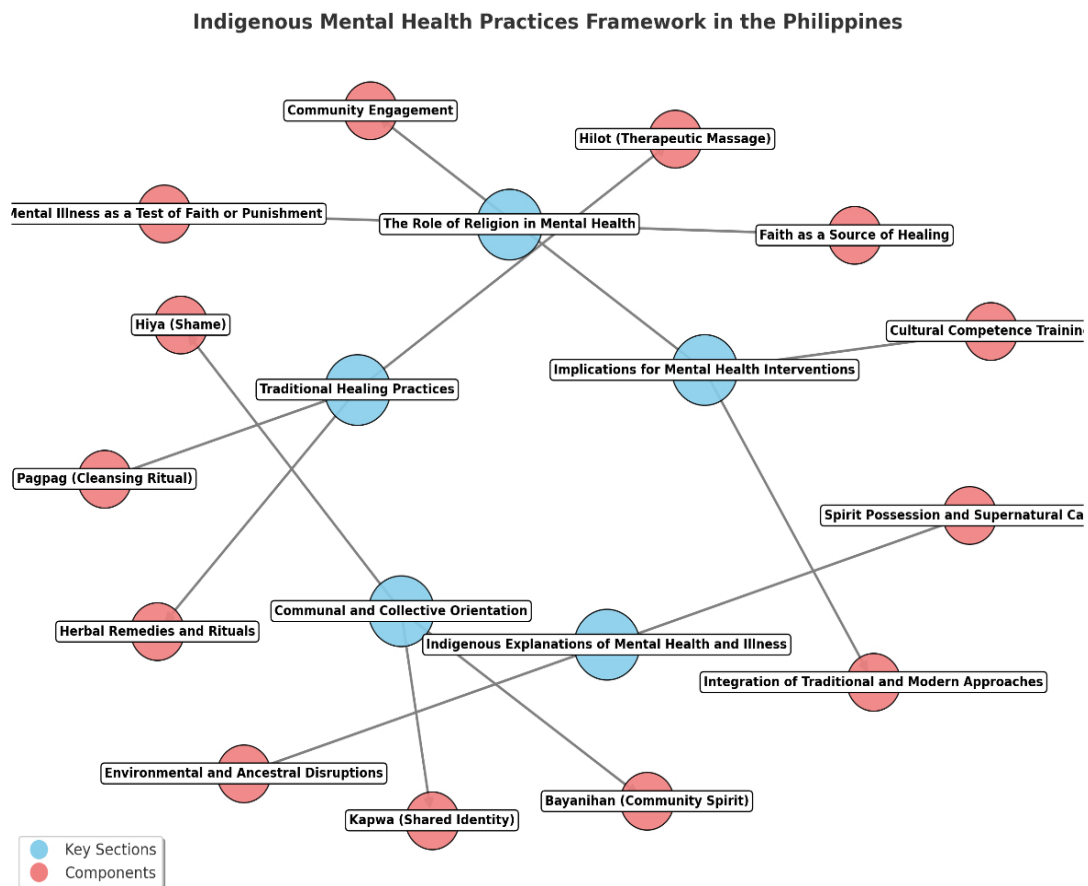 Indigenous Mental Health Practices Framework in the Philippines
Community Engagement
Hilot (Therapeutic Massage)
Mental Illness as a Test of Faith or Punishment
The Role of Religion in Mental Health
Faith as a Source of Healing
Hiya (Shame)
Cultural Competence Training
Implications for Mental Health Interventions
Traditional Healing Practices
Pagpag (Cleansing Ritual)
Spirit Possession and Supernatural Ca
Communal and Collective Orientation
Herbal Remedies and Rituals
Indigenous Explanations of Mental Health and Illness
Integration of Traditional and Modern Approaches
Environmental and Ancestral Disruptions
Bayanihan (Community Spirit)
Kapwa (Shared Identity)
Key Sections
Components